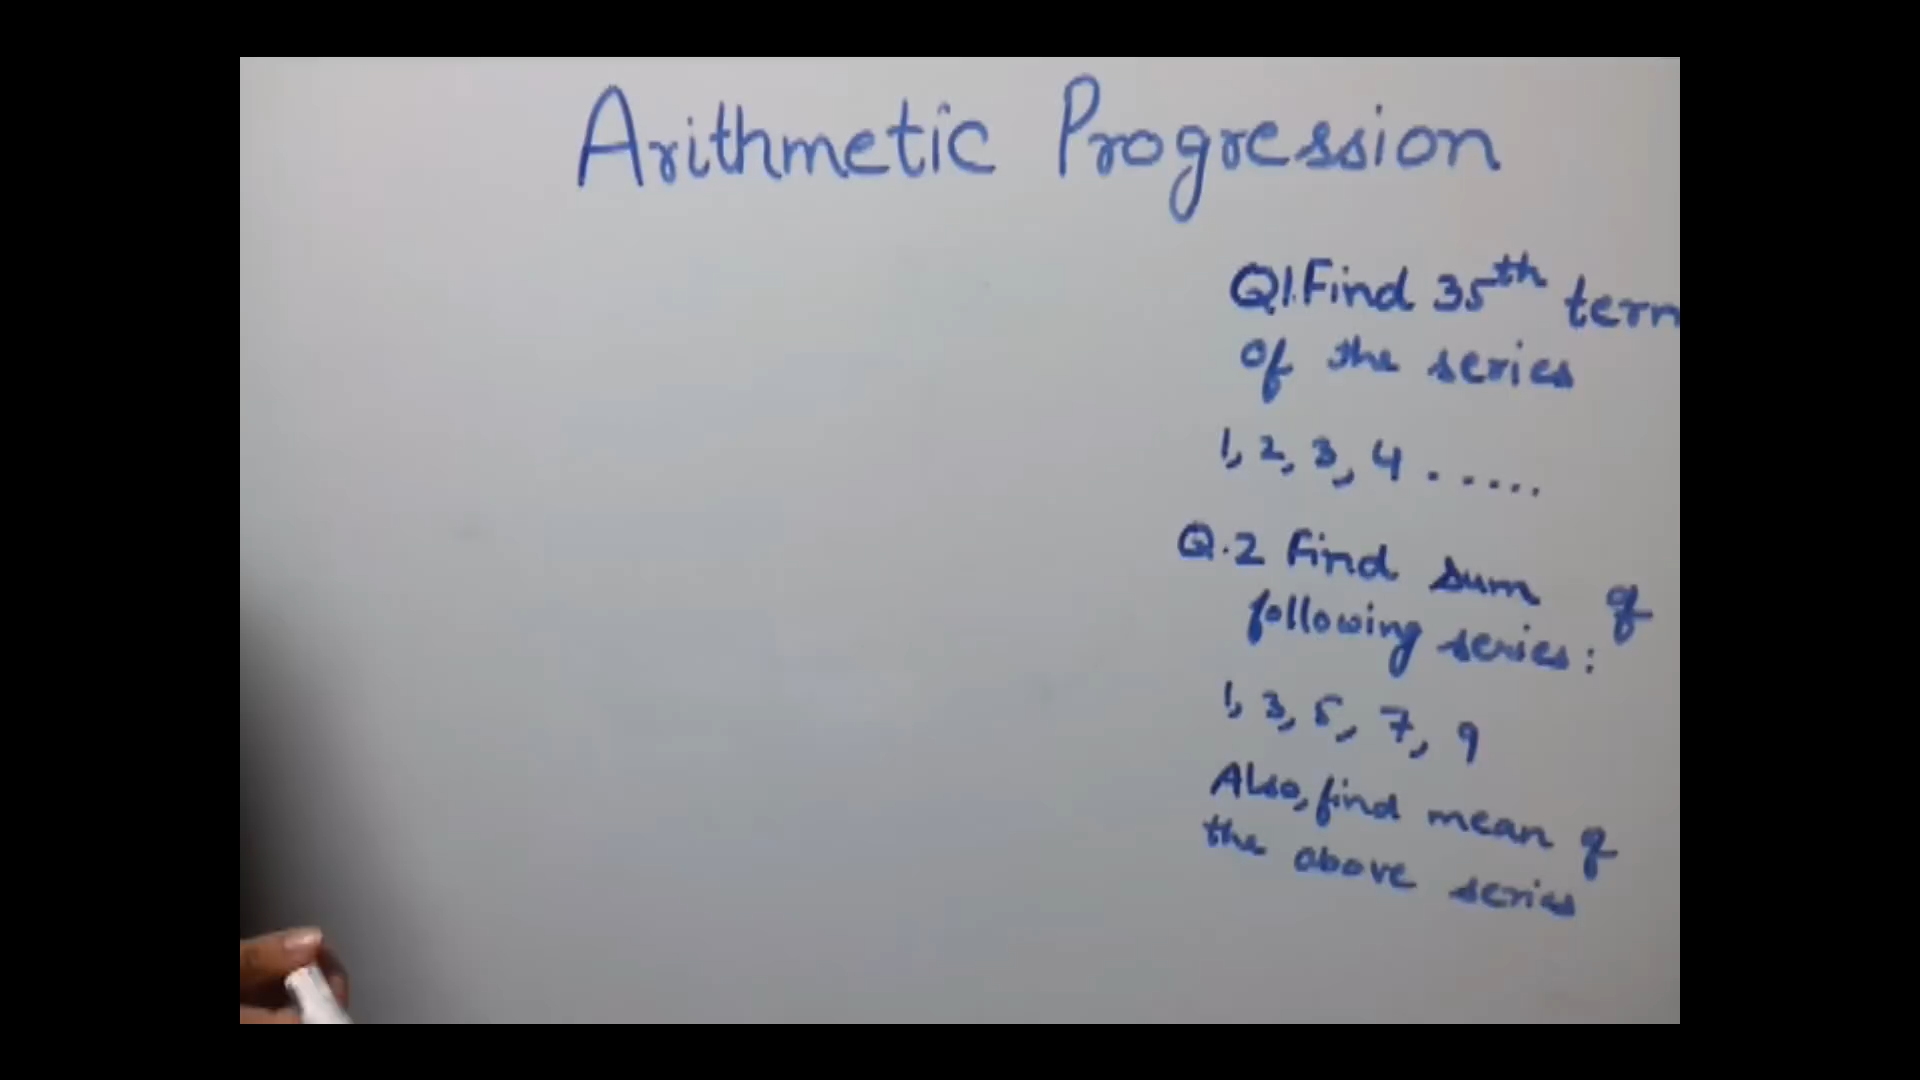 Arithmetic Progression
Q1. Find 35th term
of the series
1, 2, 3, 4 . . . . .
Q.2 Find sum of
following series:
1, 3, 5, 7, 9
Also, find mean of
the above series